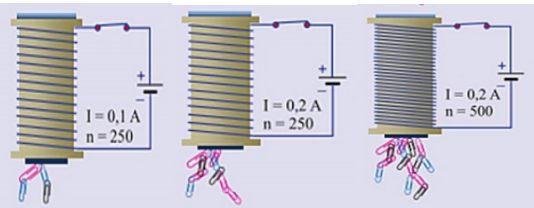 +
−
I = 0,1 A
n = 250
+
−
I = 0,2 A
n = 250
+
−
I = 0,2 A
n = 500